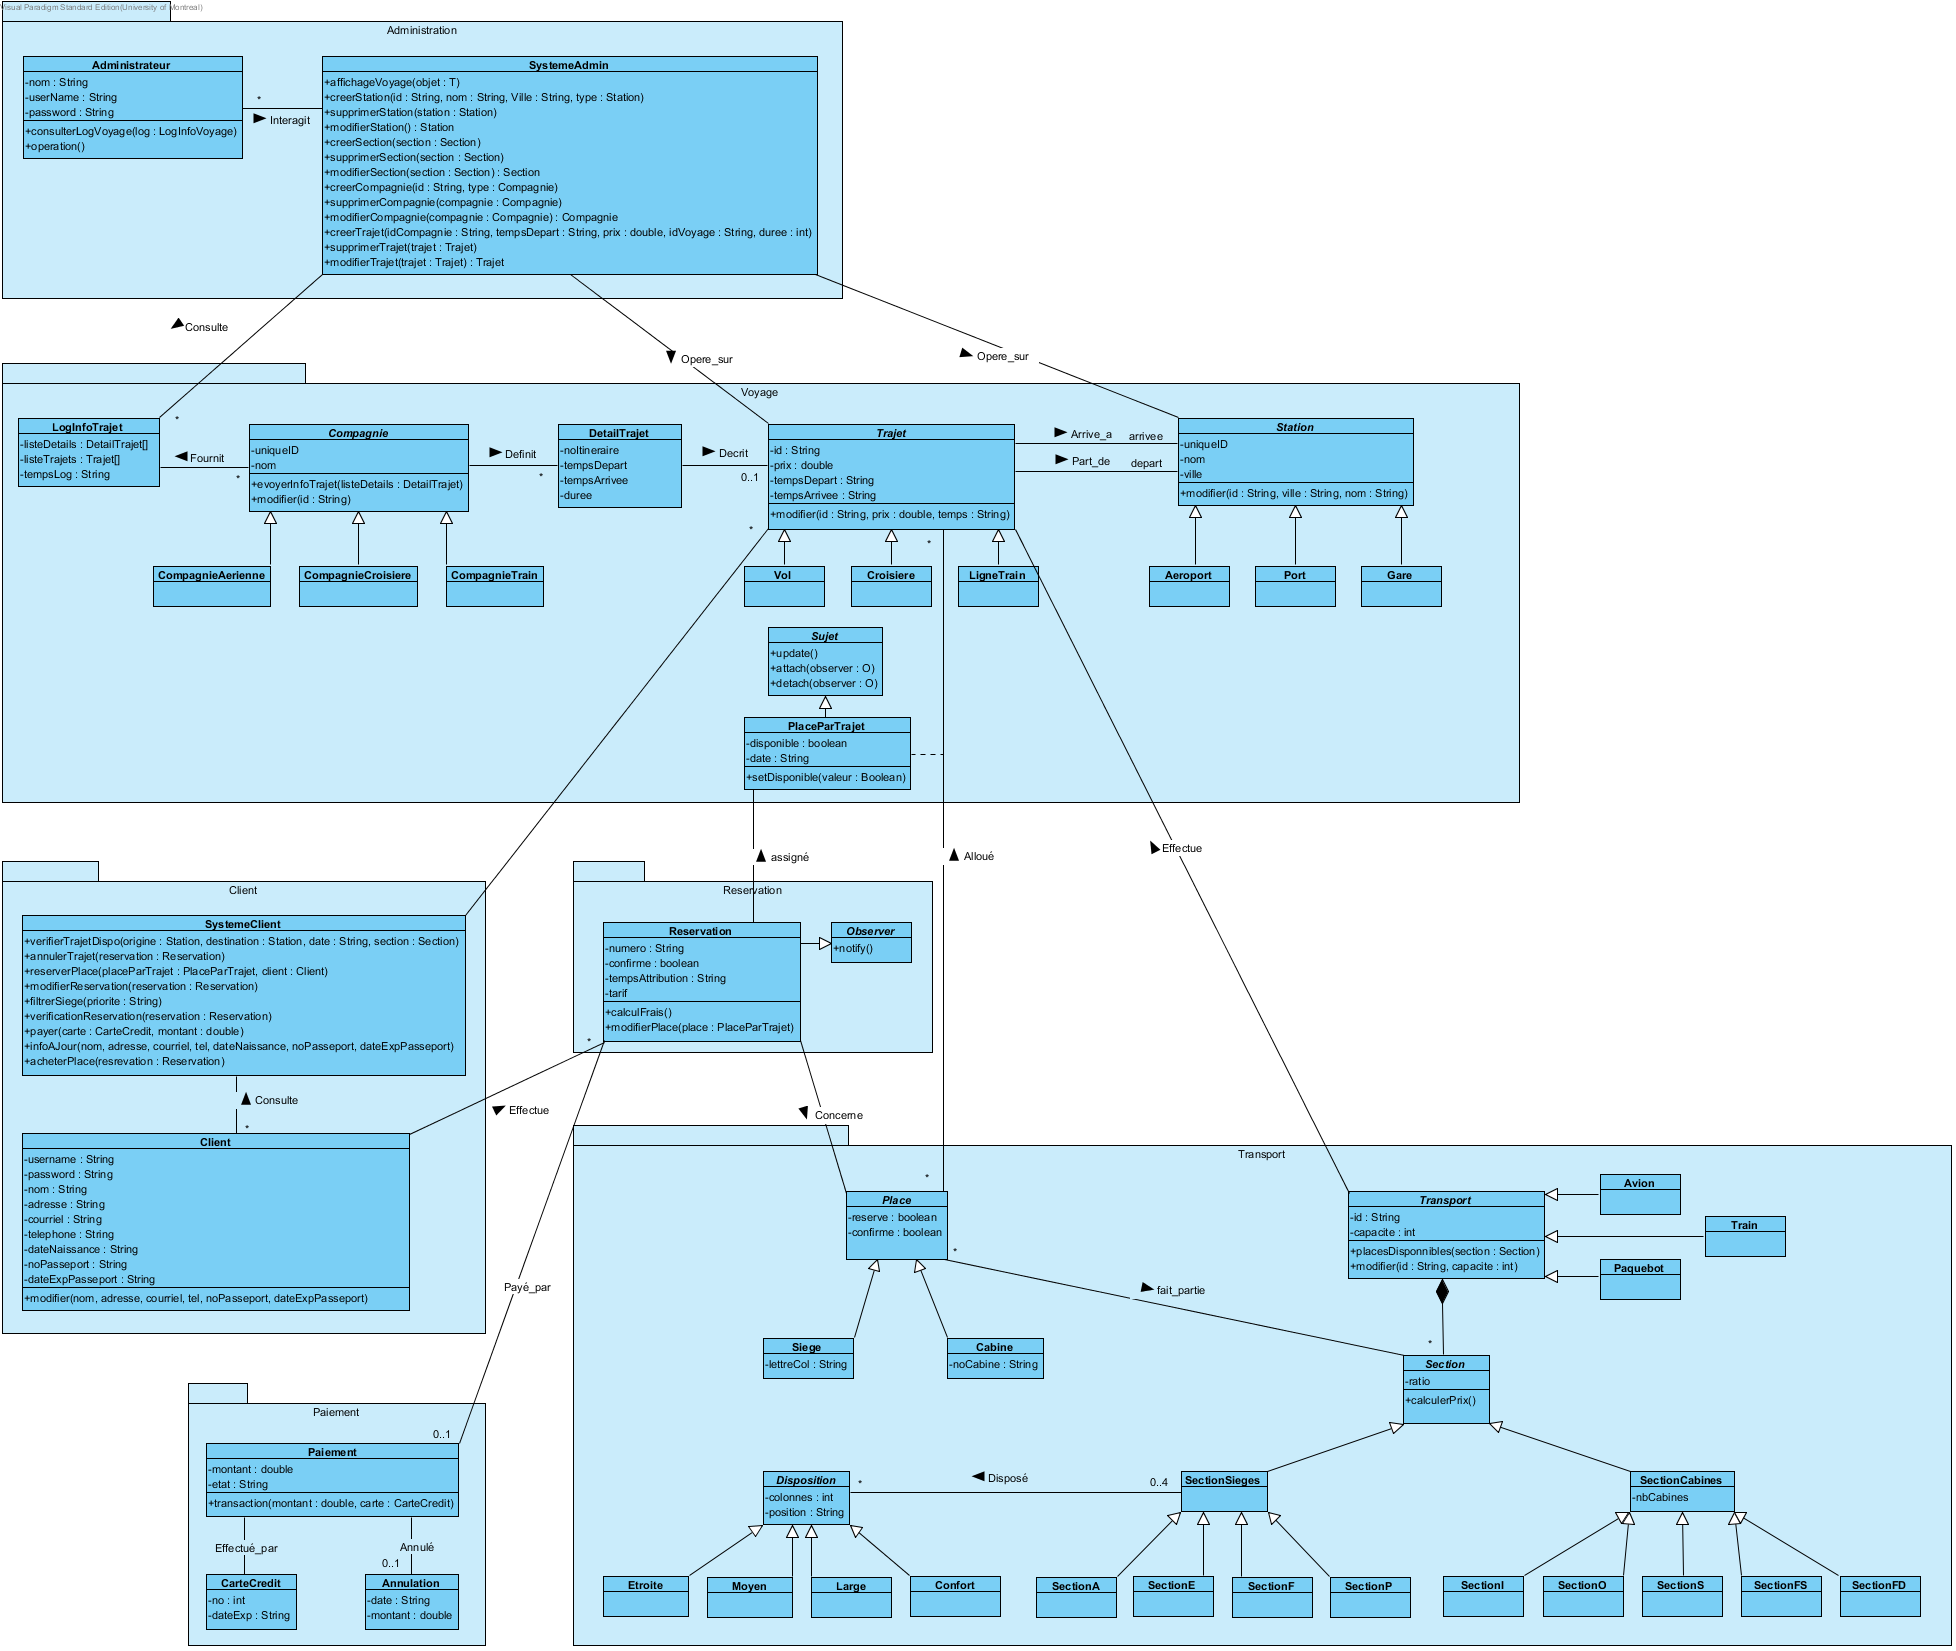 Visual Paradigm Standard Edition(University of Montreal)
Administration
Administrateur
-nom : String
-userName : String
-password : String
+consulterLogVoyage(log : LogInfoVoyage)
+operation()
*
Interagit
SystemeAdmin
+affichageVoyage(objet : T)
+creerStation(id : String, nom : String, Ville : String, type : Station)
+supprimerStation(station : Station)
+modifierStation() : Station
+creerSection(section : Section)
+supprimerSection(section : Section)
+modifierSection(section : Section) : Section
+creerCompagnie(id : String, type : Compagnie)
+supprimerCompagnie(compagnie : Compagnie)
+modifierCompagnie(compagnie : Compagnie) : Compagnie
+creerTrajet(idCompagnie : String, tempsDepart : String, prix : double, idVoyage : String, duree : int)
+supprimerTrajet(trajet : Trajet)
+modifierTrajet(trajet : Trajet) : Trajet
Consulte
Opere_sur
Opere_sur
Voyage
*
LogInfoTrajet
-listeDetails : DetailTrajet[]
-listeTrajets : Trajet[]
-tempsLog : String
Fournit
*
Compagnie
-uniqueID
-nom
+evoyerInfoTrajet(listeDetails : DetailTrajet)
+modifier(id : String)
Definit
*
DetailTrajet
-noItineraire
-tempsDepart
-tempsArrivee
-duree
Decrit
0..1
Trajet
-id : String
-prix : double
-tempsDepart : String
-tempsArrivee : String
+modifier(id : String, prix : double, temps : String)
Arrive_a
arrivee
Part_de
depart
Station
-uniqueID
-nom
-ville
+modifier(id : String, ville : String, nom : String)
*
*
CompagnieAerienne
CompagnieCroisiere
CompagnieTrain
Vol
Croisiere
LigneTrain
Aeroport
Port
Gare
Sujet
+update()
+attach(observer : O)
+detach(observer : O)
PlaceParTrajet
-disponible : boolean
-date : String
+setDisponible(valeur : Boolean)
assigné
Alloué
Effectue
Client
SystemeClient
+verifierTrajetDispo(origine : Station, destination : Station, date : String, section : Section)
+annulerTrajet(reservation : Reservation)
+reserverPlace(placeParTrajet : PlaceParTrajet, client : Client)
+modifierReservation(reservation : Reservation)
+filtrerSiege(priorite : String)
+verificationReservation(reservation : Reservation)
+payer(carte : CarteCredit, montant : double)
+infoAJour(nom, adresse, courriel, tel, dateNaissance, noPasseport, dateExpPasseport)
+acheterPlace(resrevation : Reservation)
Consulte
*
Client
-username : String
-password : String
-nom : String
-adresse : String
-courriel : String
-telephone : String
-dateNaissance : String
-noPasseport : String
-dateExpPasseport : String
+modifier(nom, adresse, courriel, tel, noPasseport, dateExpPasseport)
Reservation
Reservation
-numero : String
-confirme : boolean
-tempsAttribution : String
-tarif
+calculFrais()
+modifierPlace(place : PlaceParTrajet)
Observer
+notify()
*
Effectue
Concerne
Payé_par
Transport
*
Place
-reserve : boolean
-confirme : boolean
*
fait_partie
Siege
-lettreCol : String
Cabine
-noCabine : String
Transport
-id : String
-capacite : int
+placesDisponnibles(section : Section)
+modifier(id : String, capacite : int)
Avion
Train
Paquebot
*
Section
-ratio
+calculerPrix()
Disposition
-colonnes : int
-position : String
*
Disposé
0..4
SectionSieges
SectionCabines
-nbCabines
Etroite
Moyen
Large
Confort
SectionA
SectionE
SectionF
SectionP
SectionI
SectionO
SectionS
SectionFS
SectionFD
Paiement
0..1
Paiement
-montant : double
-etat : String
+transaction(montant : double, carte : CarteCredit)
Effectué_par
Annulé
0..1
CarteCredit
-no : int
-dateExp : String
Annulation
-date : String
-montant : double